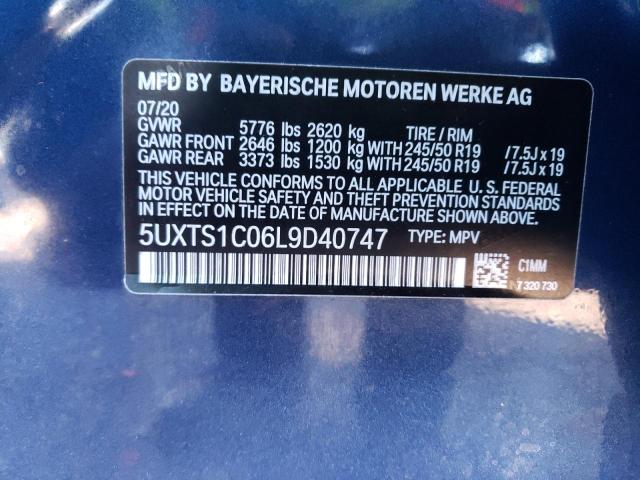 MFD BY BAYERISCHE MOTOREN WERKE AG
07/20
GVWR 5776 lbs 2620 kg TIRE / RIM
GAWR FRONT 2646 lbs 1200 kg WITH 245/50 R19 /7.5J x 19
GAWR REAR 3373 lbs 1530 kg WITH 245/50 R19 /7.5J x 19
THIS VEHICLE CONFORMS TO ALL APPLICABLE U. S. FEDERAL
MOTOR VEHICLE SAFETY AND THEFT PREVENTION STANDARDS
IN EFFECT ON THE DATE OF MANUFACTURE SHOWN ABOVE.
5UXTS1C06L9D40747 TYPE: MPV
C1MM
7 320 730